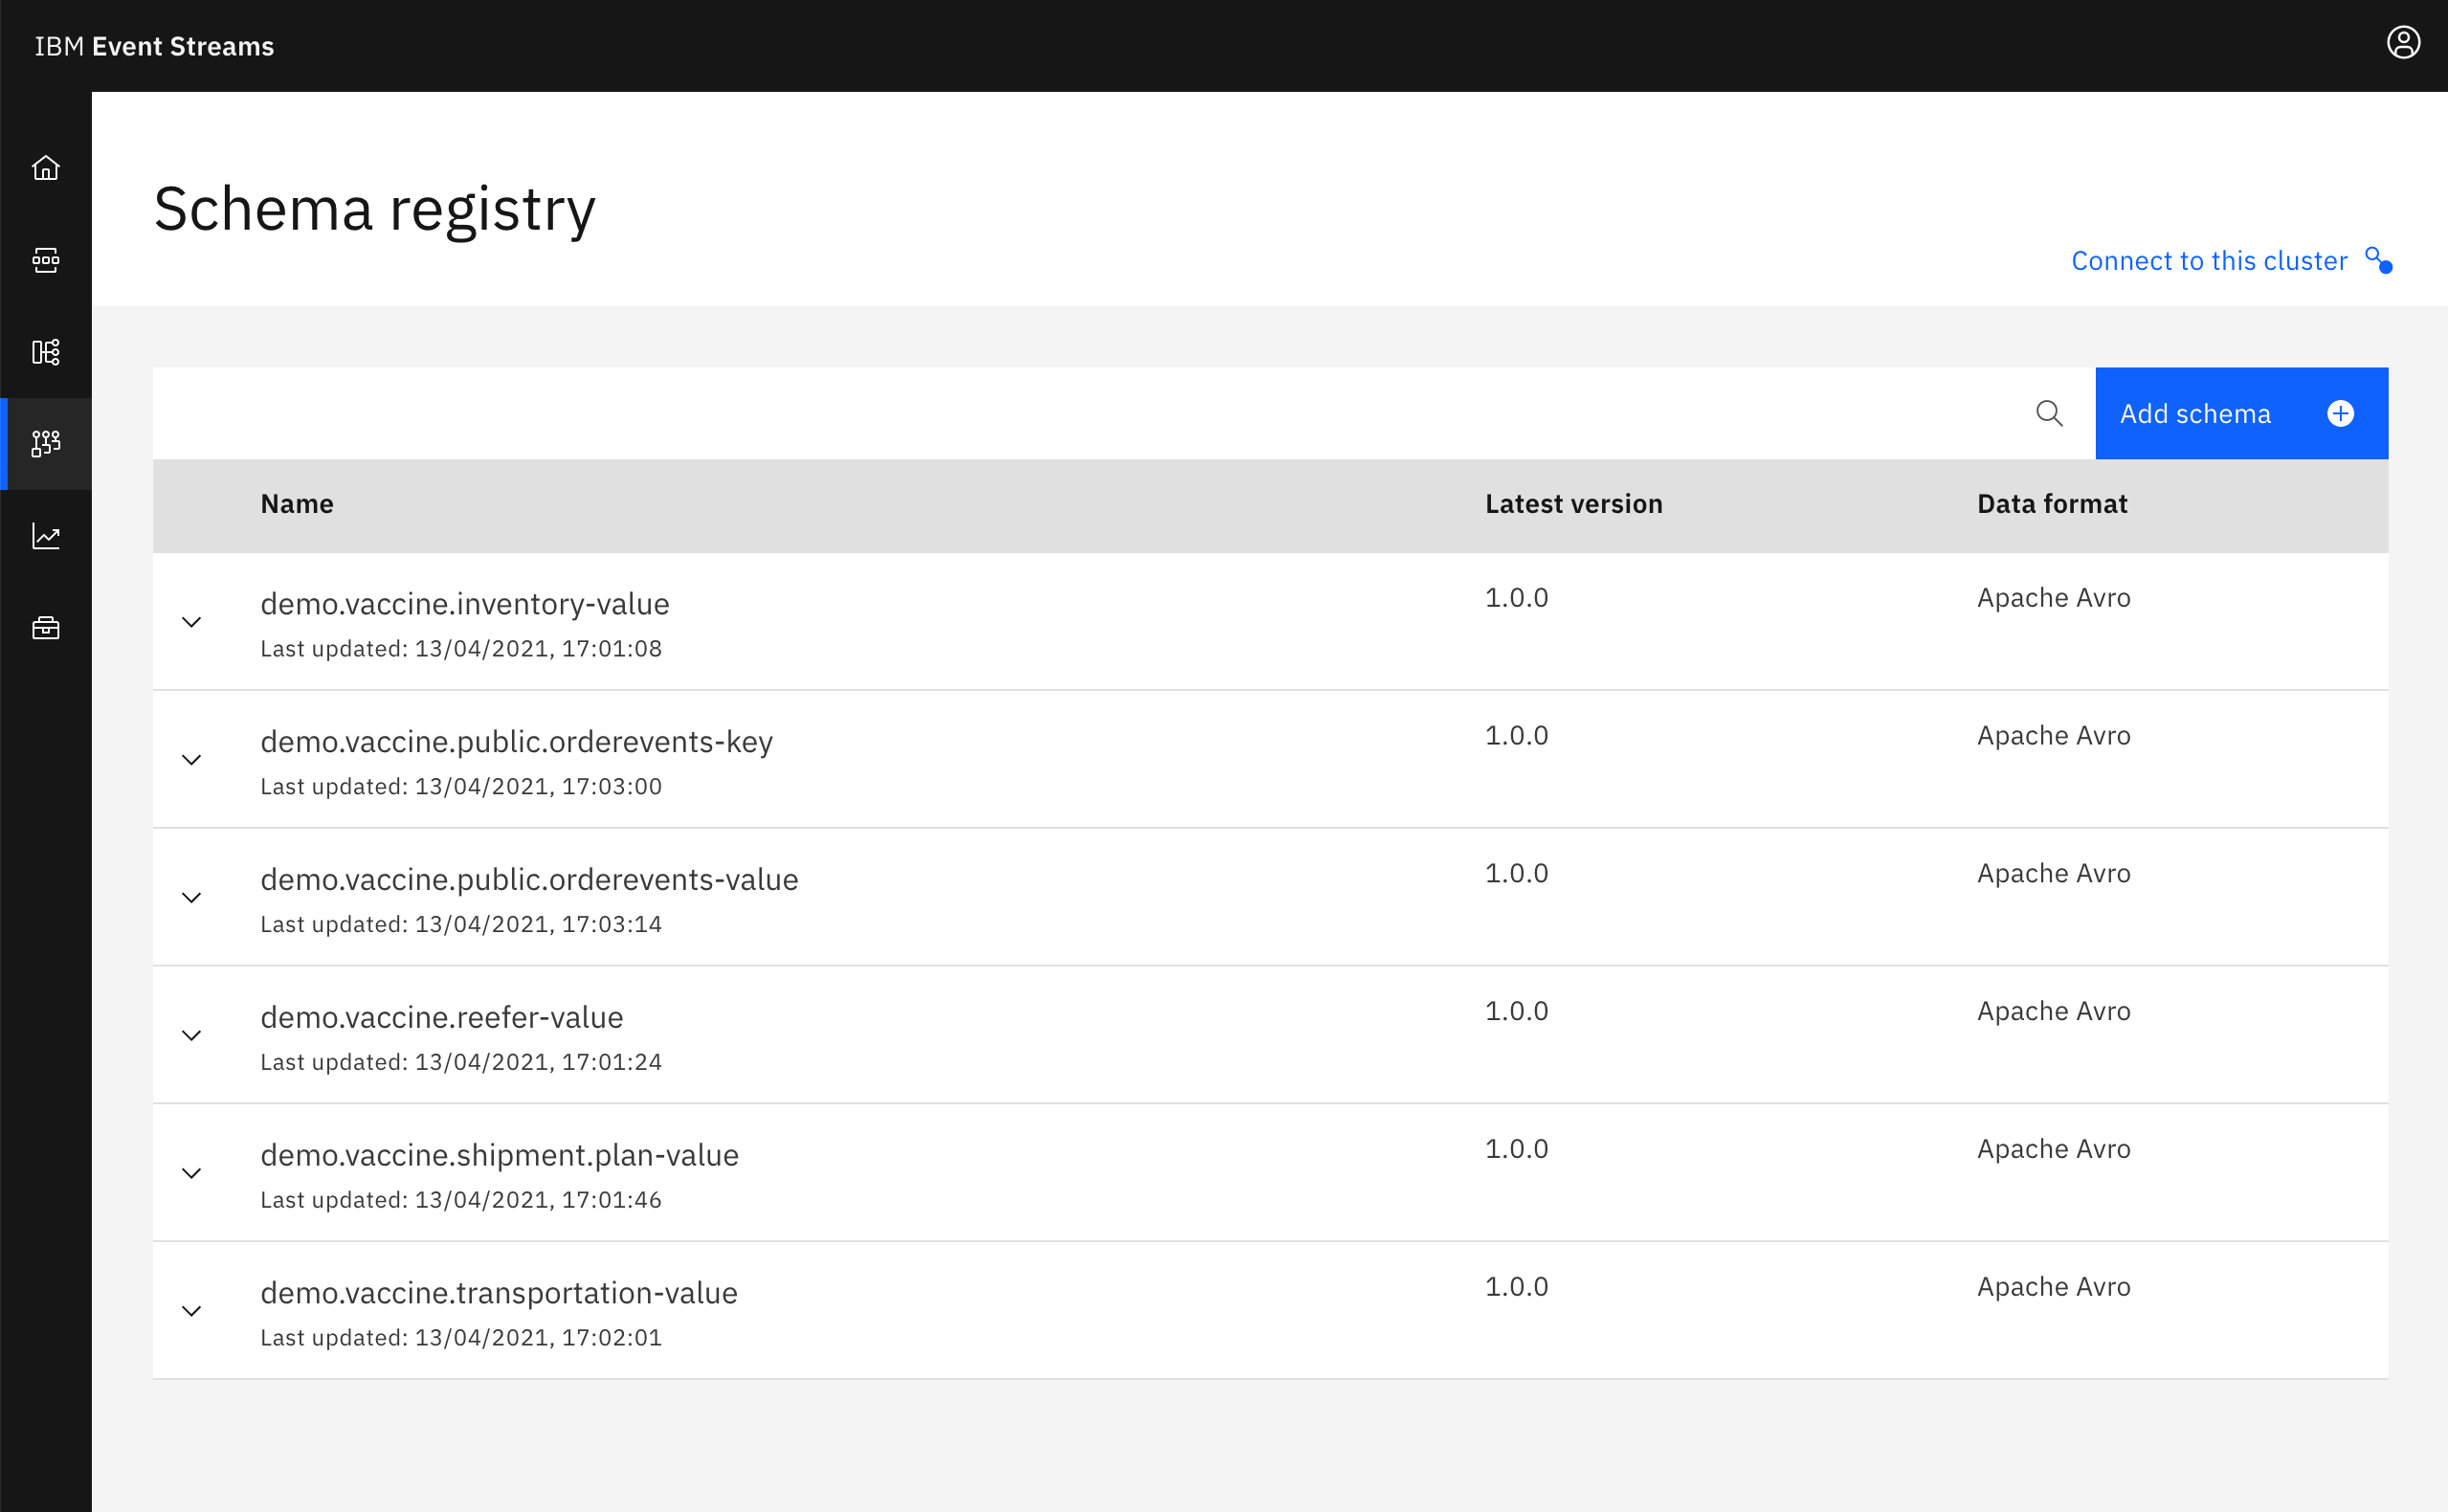 IBM Event Streams
Schema registry
Connect to this cluster
Add schema
Name Latest version Data format
demo.vaccine.inventory-value 1.0.0 Apache Avro
Last updated: 13/04/2021, 17:01:08
demo.vaccine.public.orderevents-key 1.0.0 Apache Avro
Last updated: 13/04/2021, 17:03:00
demo.vaccine.public.orderevents-value 1.0.0 Apache Avro
Last updated: 13/04/2021, 17:03:14
demo.vaccine.reefer-value 1.0.0 Apache Avro
Last updated: 13/04/2021, 17:01:24
demo.vaccine.shipment.plan-value 1.0.0 Apache Avro
Last updated: 13/04/2021, 17:01:46
demo.vaccine.transportation-value 1.0.0 Apache Avro
Last updated: 13/04/2021, 17:02:01